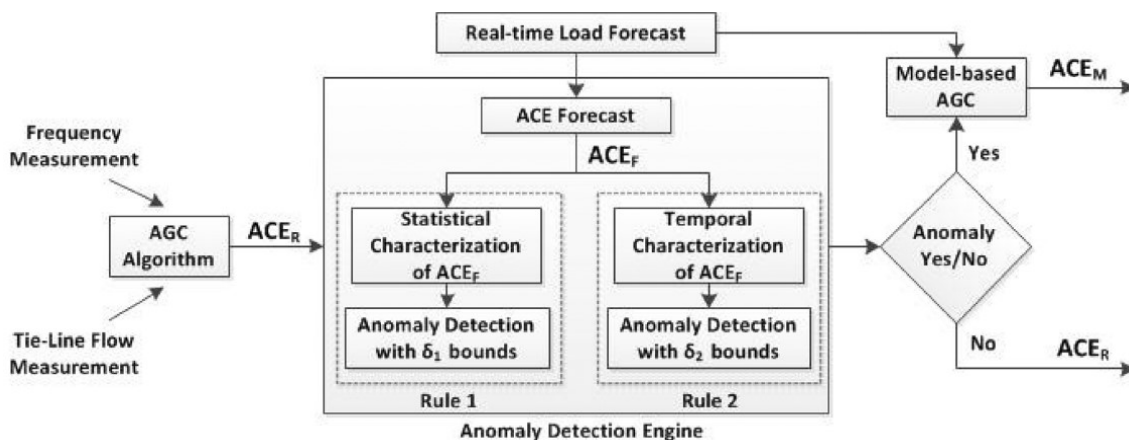 Real-time Load Forecast
Model-based
AGC
ACE_M
ACE Forecast
ACE_F
Yes
Frequency
Measurement
AGC
Algorithm
ACE_R
Tie-Line Flow
Measurement
Statistical
Characterization
of ACE_F
Anomaly Detection
with δ₁ bounds
Rule 1
Temporal
Characterization
of ACE_F
Anomaly Detection
with δ₂ bounds
Rule 2
Anomaly Detection Engine
Anomaly
Yes/No
No
ACE_R